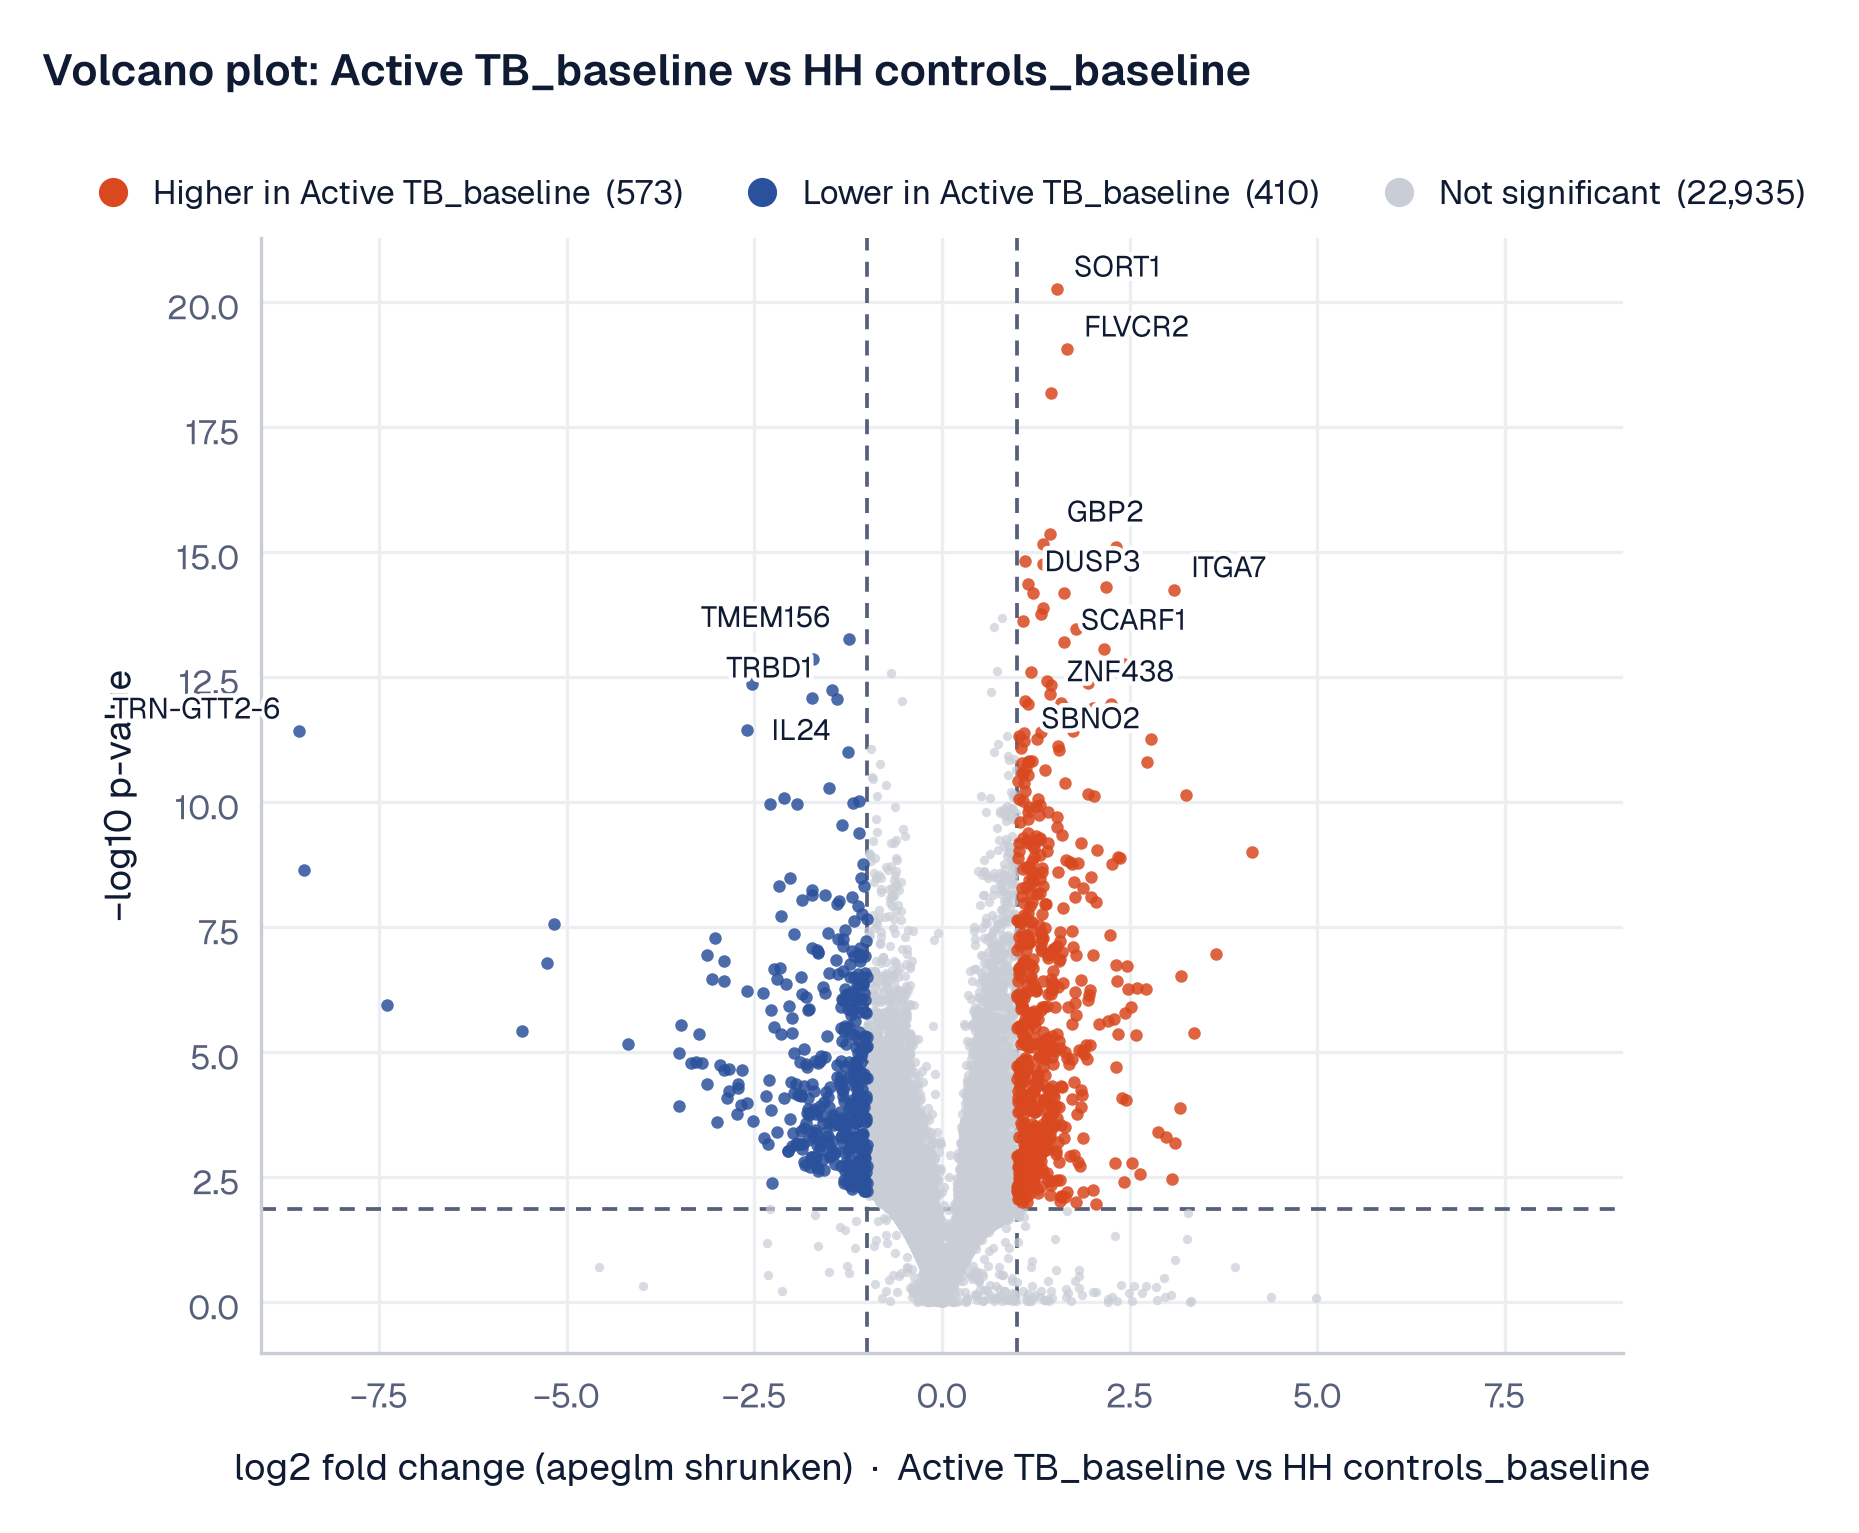 Volcano plot: Active TB_baseline vs HH controls_baseline
Higher in Active TB_baseline (573)
Lower in Active TB_baseline (410)
Not significant (22,935)
SORT1
20.0
FLVCR2
17.5
GBP2
15.0
DUSP3
ITGA7
TMEM156
SCARF1
TRBD1
ZNF438
12.5
TRN-GTT2-6
SBNO2
IL24
10.0
7.5
5.0
2.5
0.0
−log10 p-value
−7.5
−5.0
−2.5
0.0
2.5
5.0
7.5
log2 fold change (apeglm shrunken) · Active TB_baseline vs HH controls_baseline